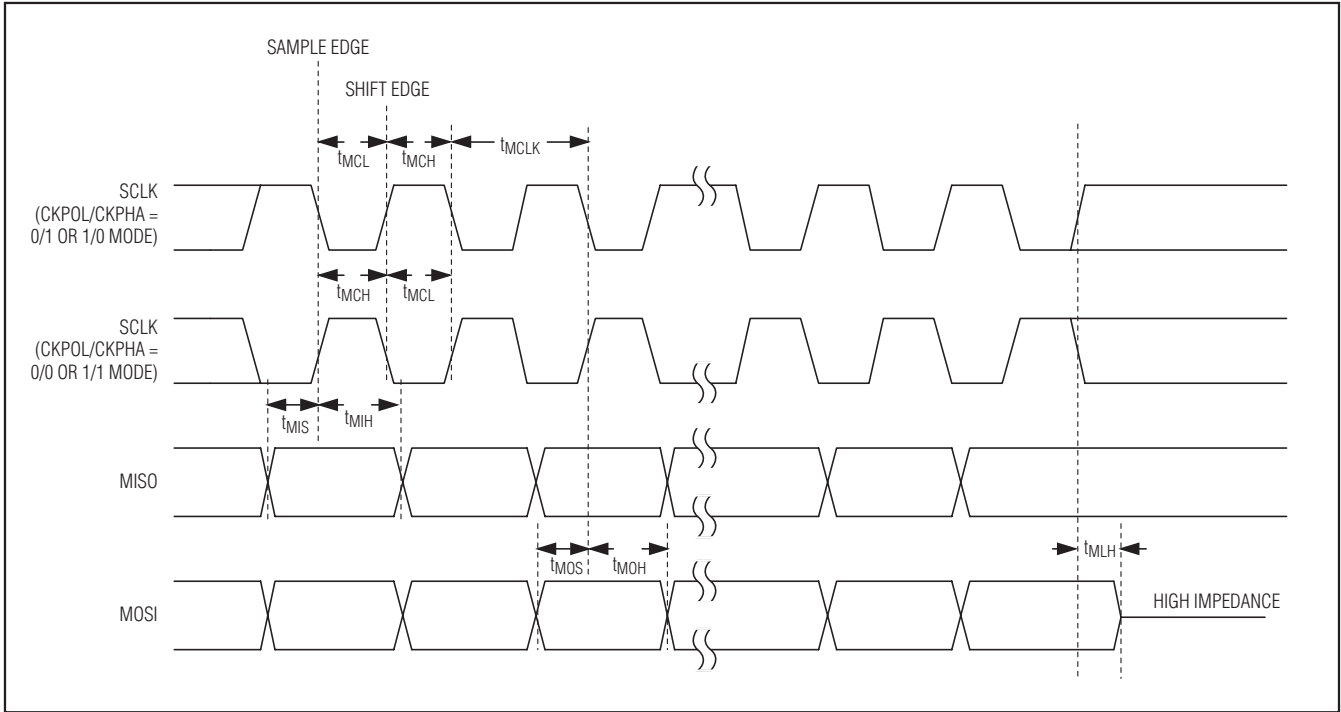 SAMPLE EDGE
SHIFT EDGE
tMCL
tMCH
tMCLK
SCLK
(CKPOL/CKPHA =
0/1 OR 1/0 MODE)
tMCH
tMCL
SCLK
(CKPOL/CKPHA =
0/0 OR 1/1 MODE)
tMIS
tMIH
MISO
tMOS
tMOH
tMLH
MOSI
HIGH IMPEDANCE